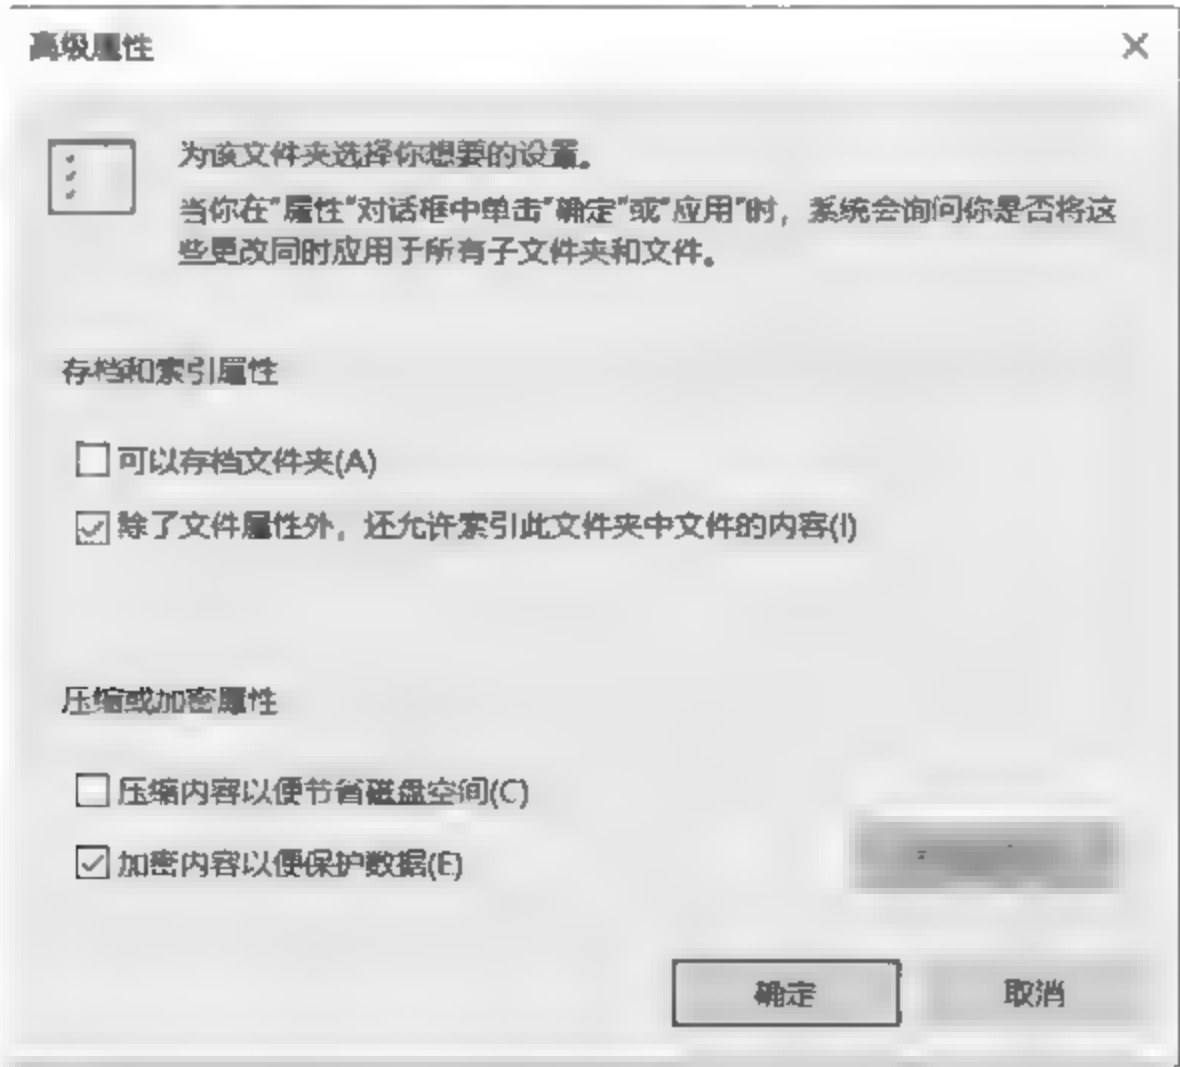 高级属性
为该文件夹选择你想要的设置。
当你在"属性"对话框中单击"确定"或"应用"时，系统会询问你是否将这
些更改同时应用于所有子文件夹和文件。
存档和索引属性
可以存档文件夹(A)
除了文件属性外，还允许索引此文件夹中文件的内容(I)
压缩或加密属性
压缩内容以便节省磁盘空间(C)
加密内容以便保护数据(E)
确定
取消